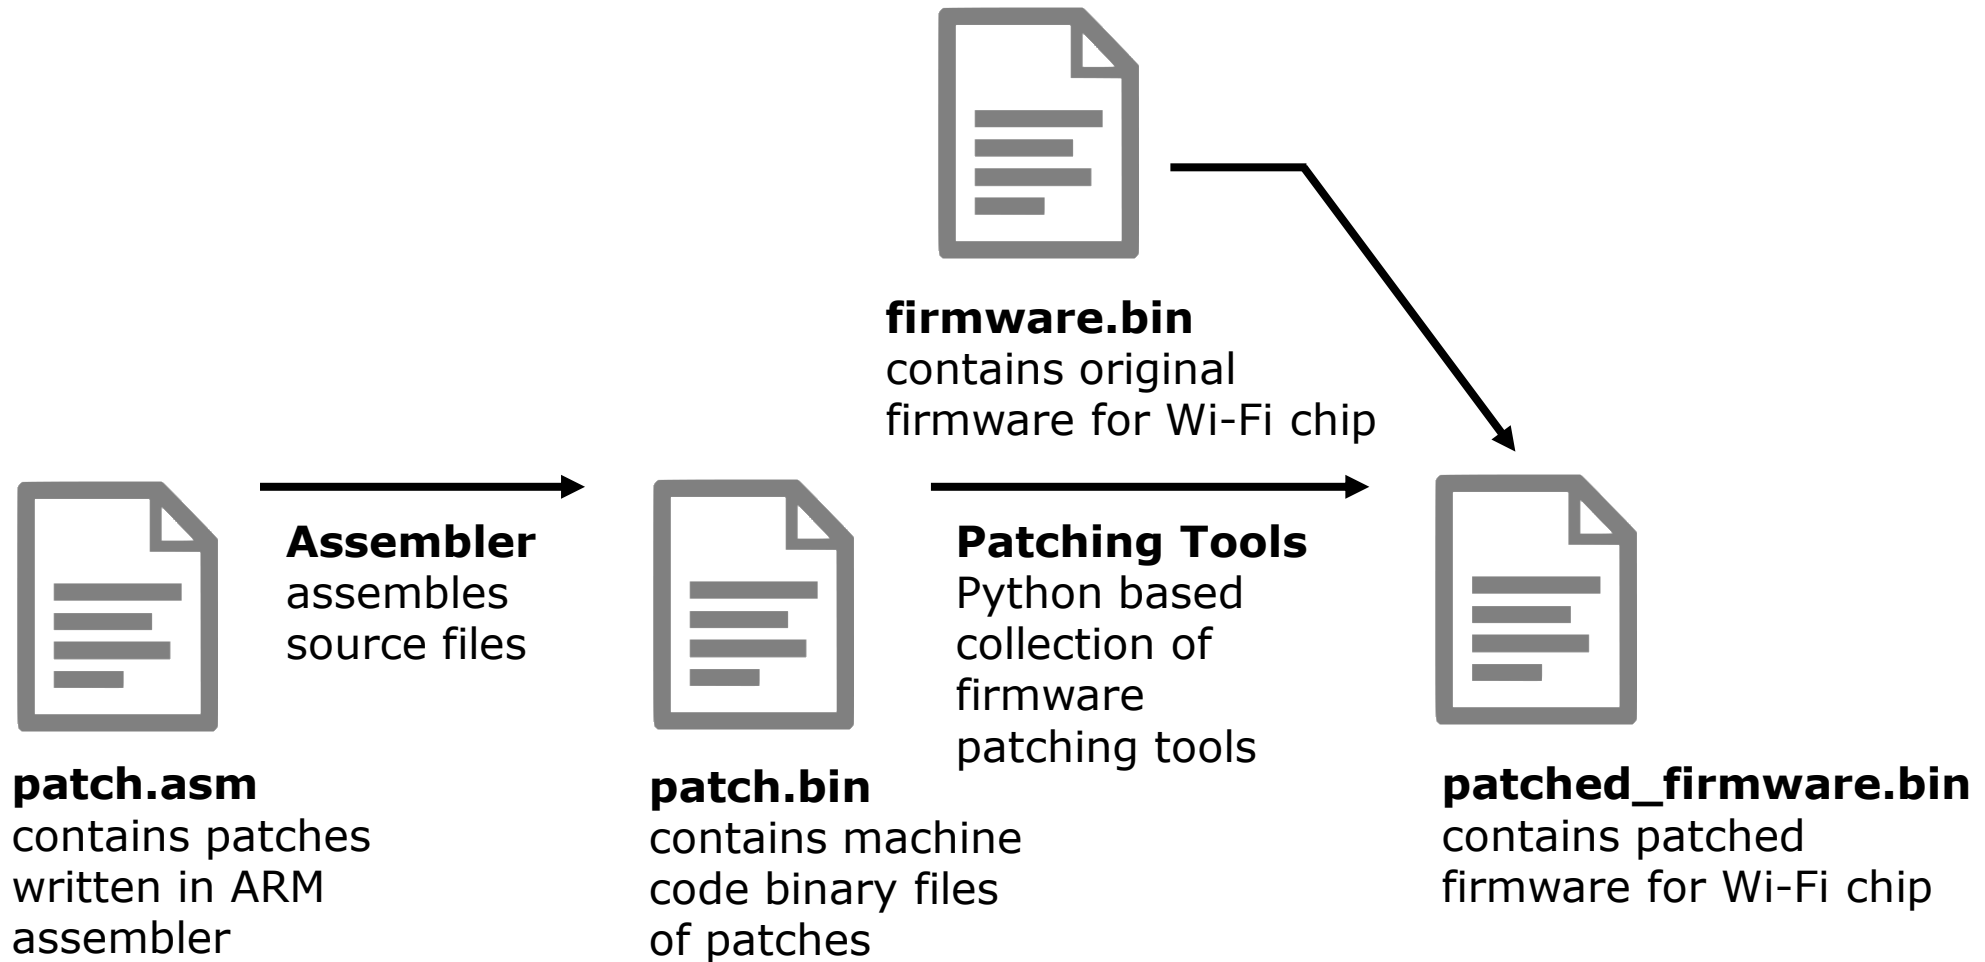 firmware.bin
contains original
firmware for Wi-Fi chip
Assembler
assembles
source files
Patching Tools
Python based
collection of
firmware
patching tools
patch.asm
contains patches
written in ARM
assembler
patch.bin
contains machine
code binary files
of patches
patched_firmware.bin
contains patched
firmware for Wi-Fi chip